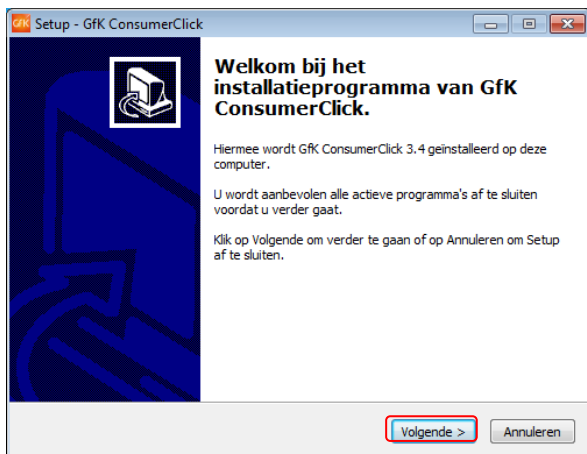 GfK Setup - GfK ConsumerClick
Welkom bij het
installatieprogramma van GfK
ConsumerClick.
Hiermee wordt GfK ConsumerClick 3.4 geïnstalleerd op deze
computer.
U wordt aanbevolen alle actieve programma's af te sluiten
voordat u verder gaat.
Klik op Volgende om verder te gaan of op Annuleren om Setup
af te sluiten.
Volgende > Annuleren